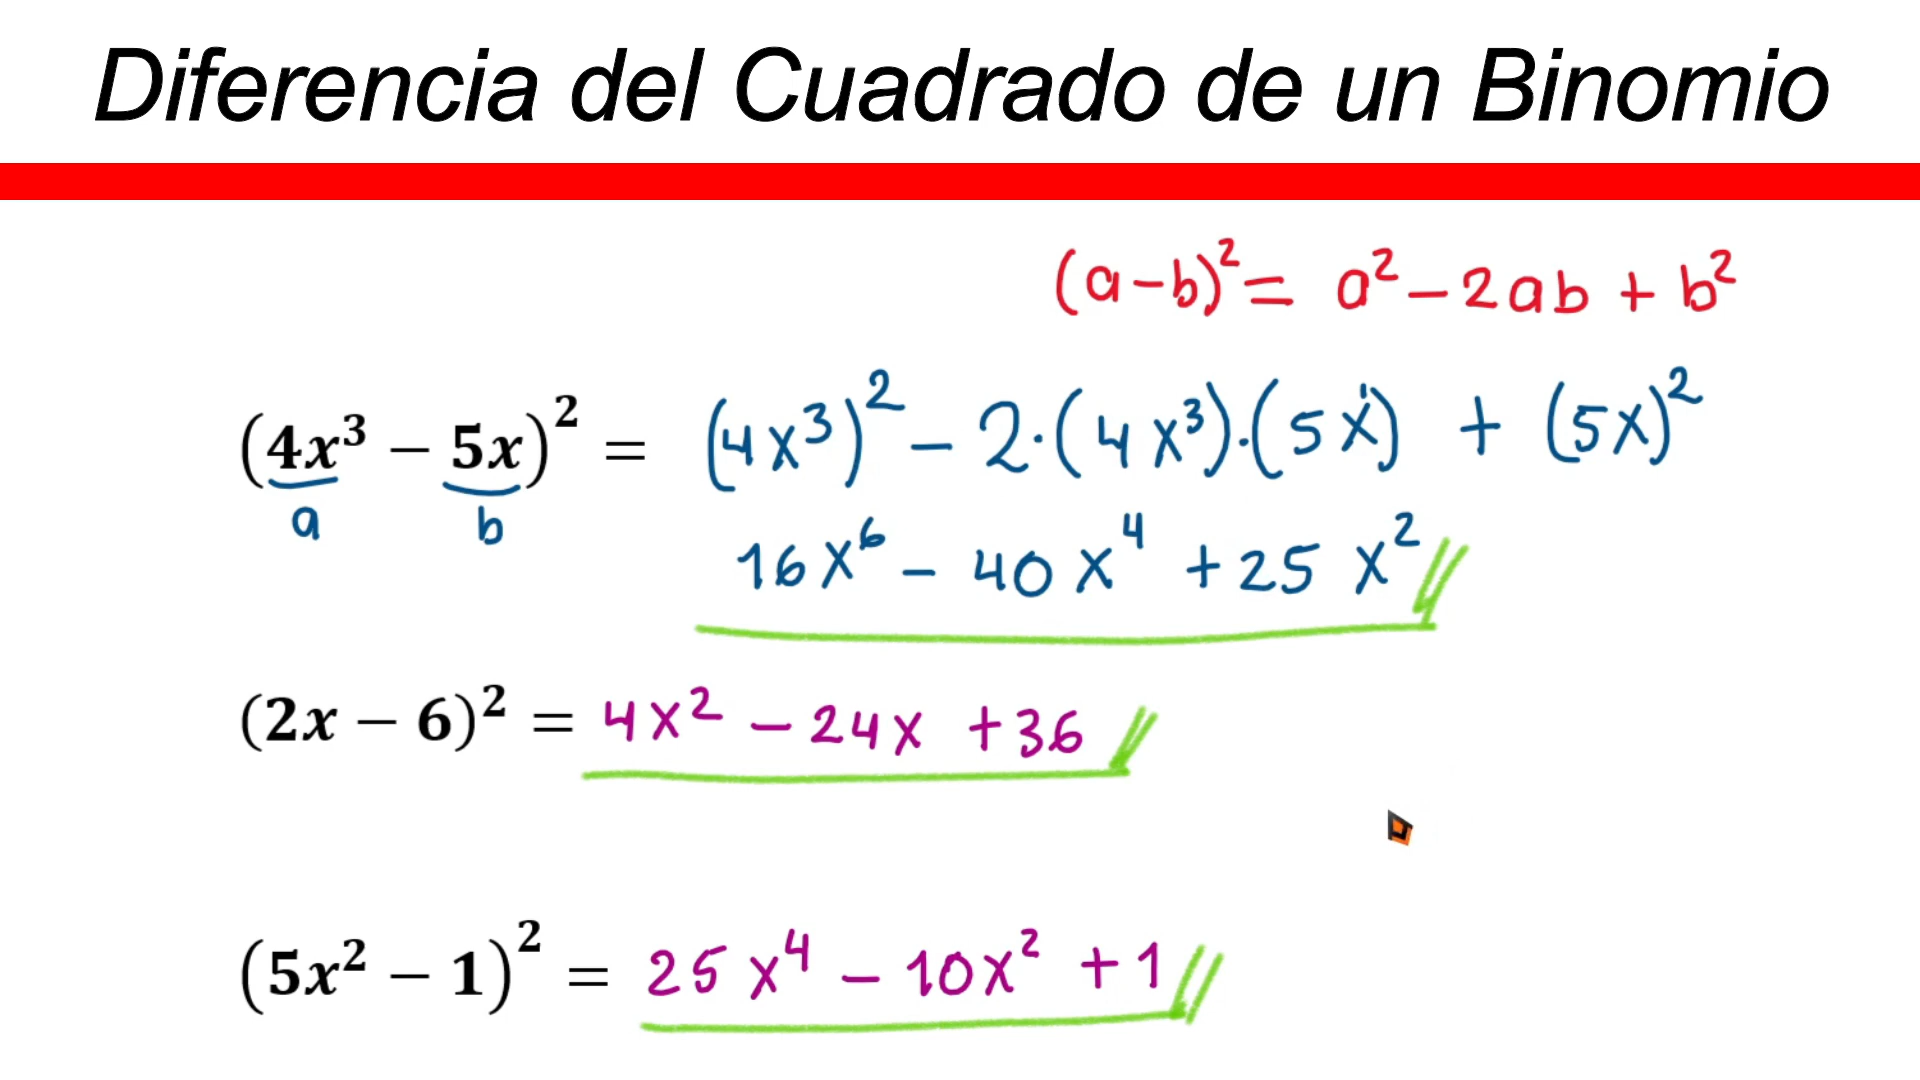 Diferencia del Cuadrado de un Binomio
(a-b)² = a² - 2ab + b²
(4x³ − 5x)² = (4x³)² - 2·(4x³)·(5x¹) + (5x)²
a b
16x⁶ - 40x⁴ + 25x²
(2x − 6)² = 4x² - 24x + 36
(5x² − 1)² = 25x⁴ - 10x² + 1